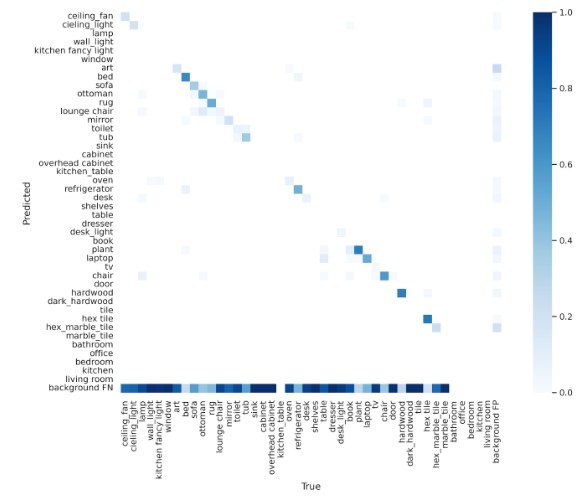 ceiling_fan
cieling_light
lamp
wall_light
kitchen fancy light
window
art
bed
sofa
ottoman
rug
lounge chair
mirror
toilet
tub
sink
cabinet
overhead cabinet
kitchen_table
oven
refrigerator
desk
shelves
table
dresser
desk_light
book
plant
laptop
tv
chair
door
hardwood
dark_hardwood
tile
hex tile
hex_marble_tile
marble_tile
bathroom
office
bedroom
kitchen
living room
background FN
Predicted
ceiling_fan
cieling_light
lamp
wall_light
kitchen fancy light
window
art
bed
sofa
ottoman
rug
lounge chair
mirror
toilet
tub
sink
cabinet
overhead cabinet
kitchen_table
oven
refrigerator
desk
shelves
table
dresser
desk_light
book
plant
laptop
tv
chair
door
hardwood
dark_hardwood
tile
hex tile
hex_marble_tile
marble_tile
bathroom
office
bedroom
kitchen
living room
background FP
True
1.0
0.8
0.6
0.4
0.2
0.0